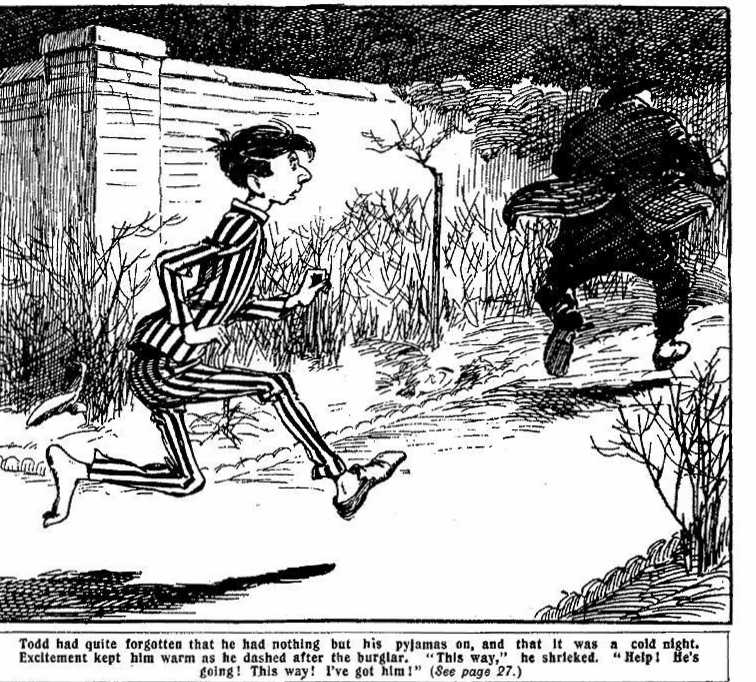 Todd had quite forgotten that he had nothing but his pyjamas on, and that it was a cold night.
Excitement kept him warm as he dashed after the burglar. "This way," he shrieked. "Help! He's
going! This way! I've got him!" (See page 27.)